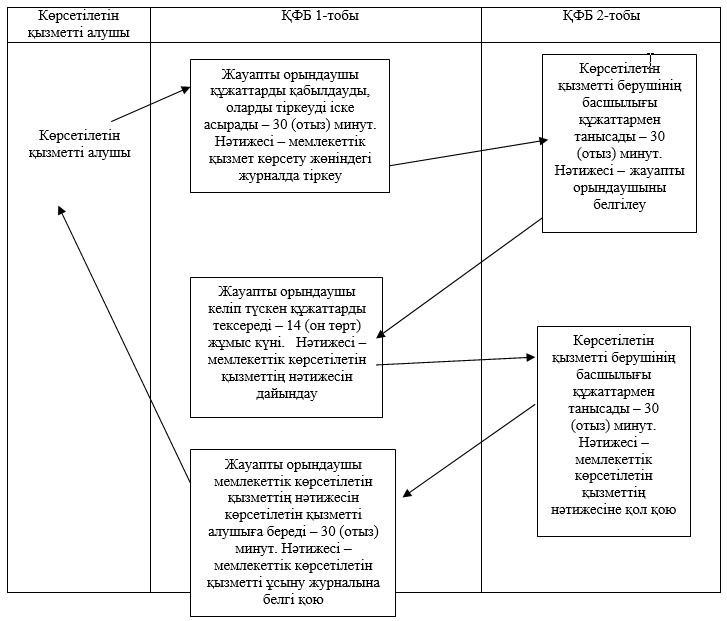 Көрсетілетін
қызметті алушы
ҚФБ 1-тобы
ҚФБ 2-тобы
Көрсетілетін
қызметті алушы
Жауапты орындаушы
құжаттарды қабылдауды,
оларды тіркеуді іске
асырады – 30 (отыз) минут.
Нәтижесі – мемлекеттік
қызмет көрсету жөніндегі
журналда тіркеу
Көрсетілетін
қызметті берушінің
басшылығы
құжаттармен
танысады – 30
(отыз) минут.
Нәтижесі – жауапты
орындаушыны
белгілеу
Жауапты орындаушы
келіп түскен құжаттарды
тексереді – 14 (он төрт)
жұмыс күні. Нәтижесі –
мемлекеттік көрсетілетін
қызметтің нәтижесін
дайындау
Көрсетілетін
қызметті берушінің
басшылығы
құжаттармен
танысады – 30
(отыз) минут.
Нәтижесі –
мемлекеттік
көрсетілетін
қызметтің
нәтижесіне қол қою
Жауапты орындаушы
мемлекеттік көрсетілетін
қызметтің нәтижесін
көрсетілетін қызметті
алушыға береді – 30 (отыз)
минут. Нәтижесі –
мемлекеттік көрсетілетін
қызметті ұсыну журналына
белгі қою